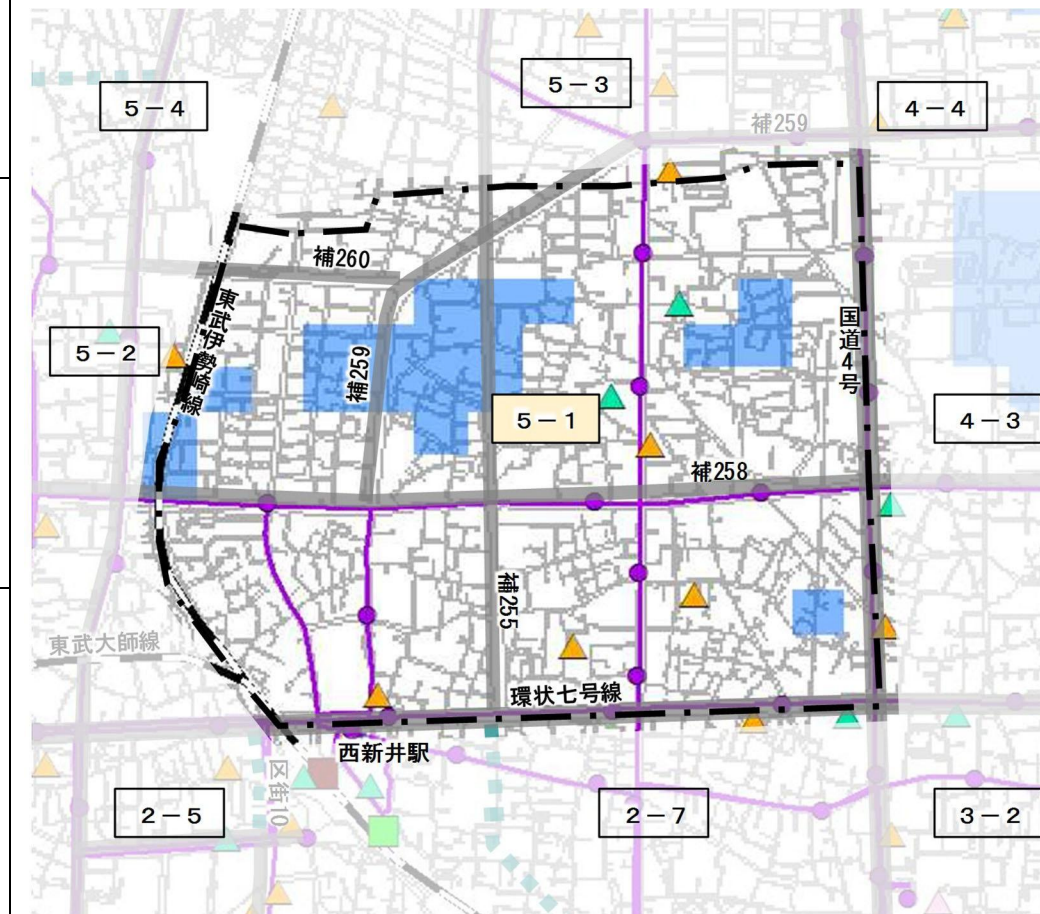 5－4
5－3
4－4
補259
補260
東武伊勢崎線
5－2
補259
国道4号
5－1
4－3
補258
補255
東武大師線
環状七号線
西新井駅
区街10
2－5
2－7
3－2